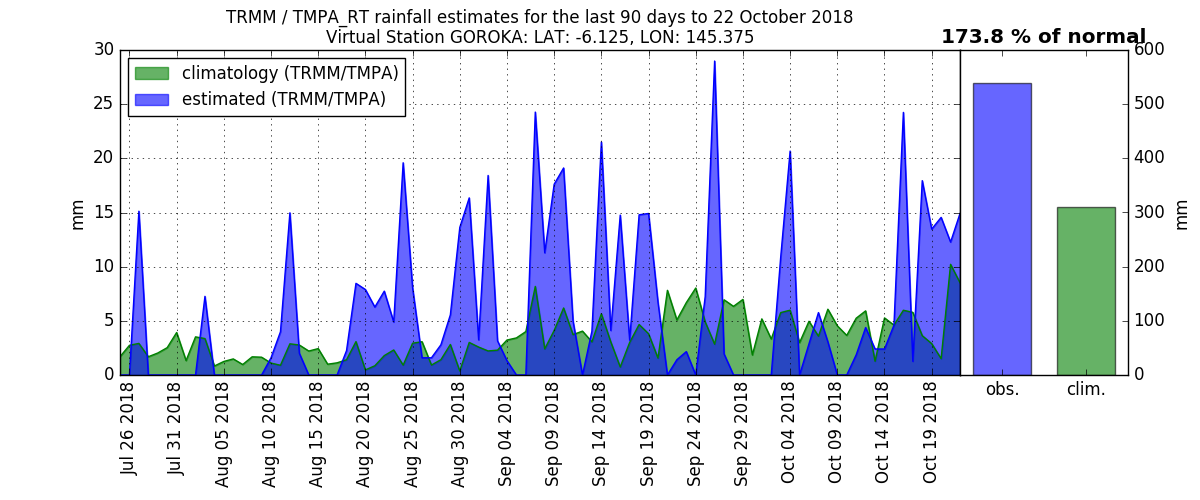 TRMM / TMPA_RT rainfall estimates for the last 90 days to 22 October 2018
Virtual Station GOROKA: LAT: -6.125, LON: 145.375
173.8 % of normal
climatology (TRMM/TMPA)
estimated (TRMM/TMPA)
30
25
20
15
10
5
0
mm
600
500
400
300
200
100
0
mm
Jul 26 2018
Jul 31 2018
Aug 05 2018
Aug 10 2018
Aug 15 2018
Aug 20 2018
Aug 25 2018
Aug 30 2018
Sep 04 2018
Sep 09 2018
Sep 14 2018
Sep 19 2018
Sep 24 2018
Sep 29 2018
Oct 04 2018
Oct 09 2018
Oct 14 2018
Oct 19 2018
obs.
clim.